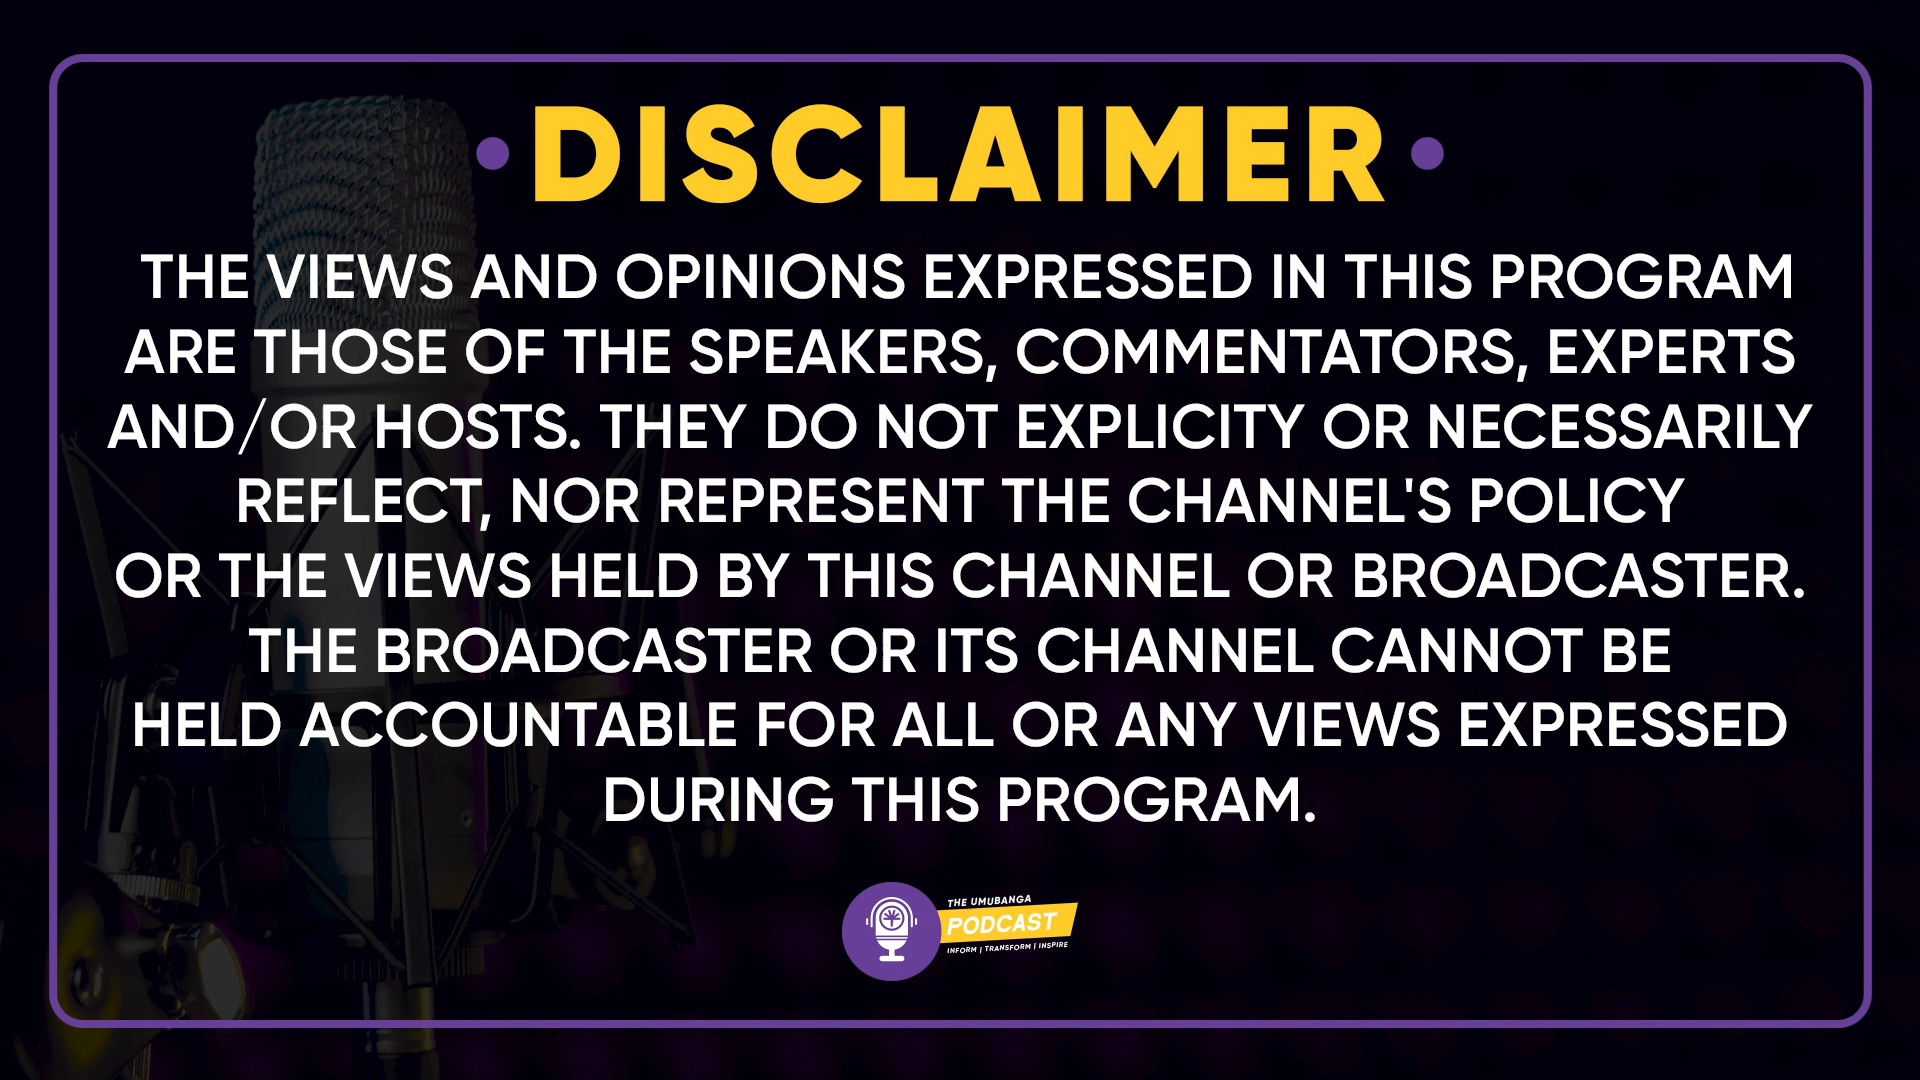 DISCLAIMER
THE VIEWS AND OPINIONS EXPRESSED IN THIS PROGRAM
ARE THOSE OF THE SPEAKERS, COMMENTATORS, EXPERTS
AND/OR HOSTS. THEY DO NOT EXPLICITY OR NECESSARILY
REFLECT, NOR REPRESENT THE CHANNEL'S POLICY
OR THE VIEWS HELD BY THIS CHANNEL OR BROADCASTER.
THE BROADCASTER OR ITS CHANNEL CANNOT BE
HELD ACCOUNTABLE FOR ALL OR ANY VIEWS EXPRESSED
DURING THIS PROGRAM.
THE UMUBANGA
PODCAST
INFORM | TRANSFORM | INSPIRE